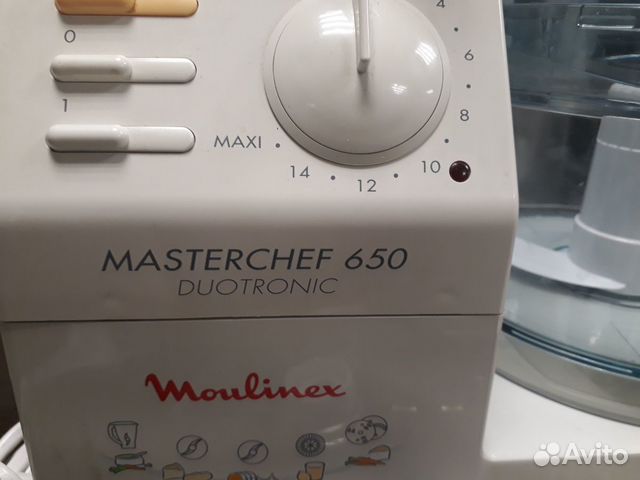 4
0
6
1
8
MAXI
14
12
10
MASTERCHEF 650
DUOTRONIC
Moulinex
Avito